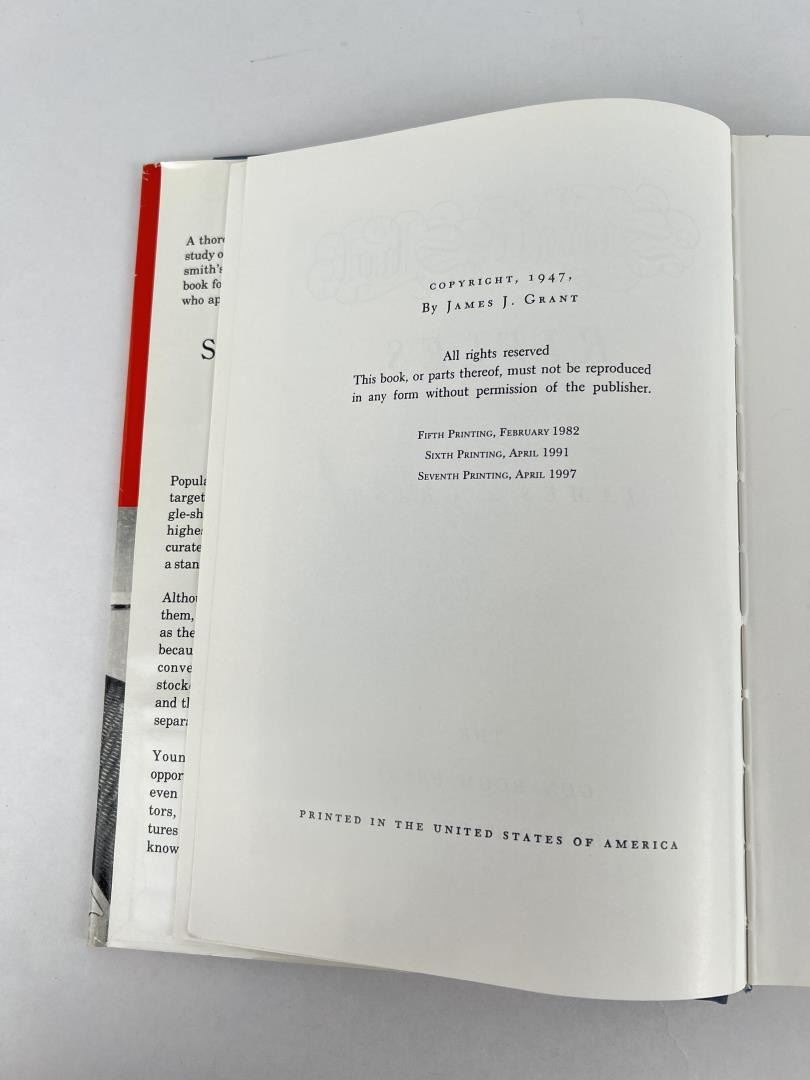 A thor
study o
smith's
book fo
who ap
S
Popula
target
gle-sh
highe
curate
a stan
Althou
them,
as the
becau
conve
stock
and th
separa
Youn
oppor
even
tors,
tures
know
COPYRIGHT, 1947,
By JAMES J. GRANT
All rights reserved
This book, or parts thereof, must not be reproduced
in any form without permission of the publisher.
FIFTH PRINTING, FEBRUARY 1982
SIXTH PRINTING, APRIL 1991
SEVENTH PRINTING, APRIL 1997
PRINTED IN THE UNITED STATES OF AMERICA